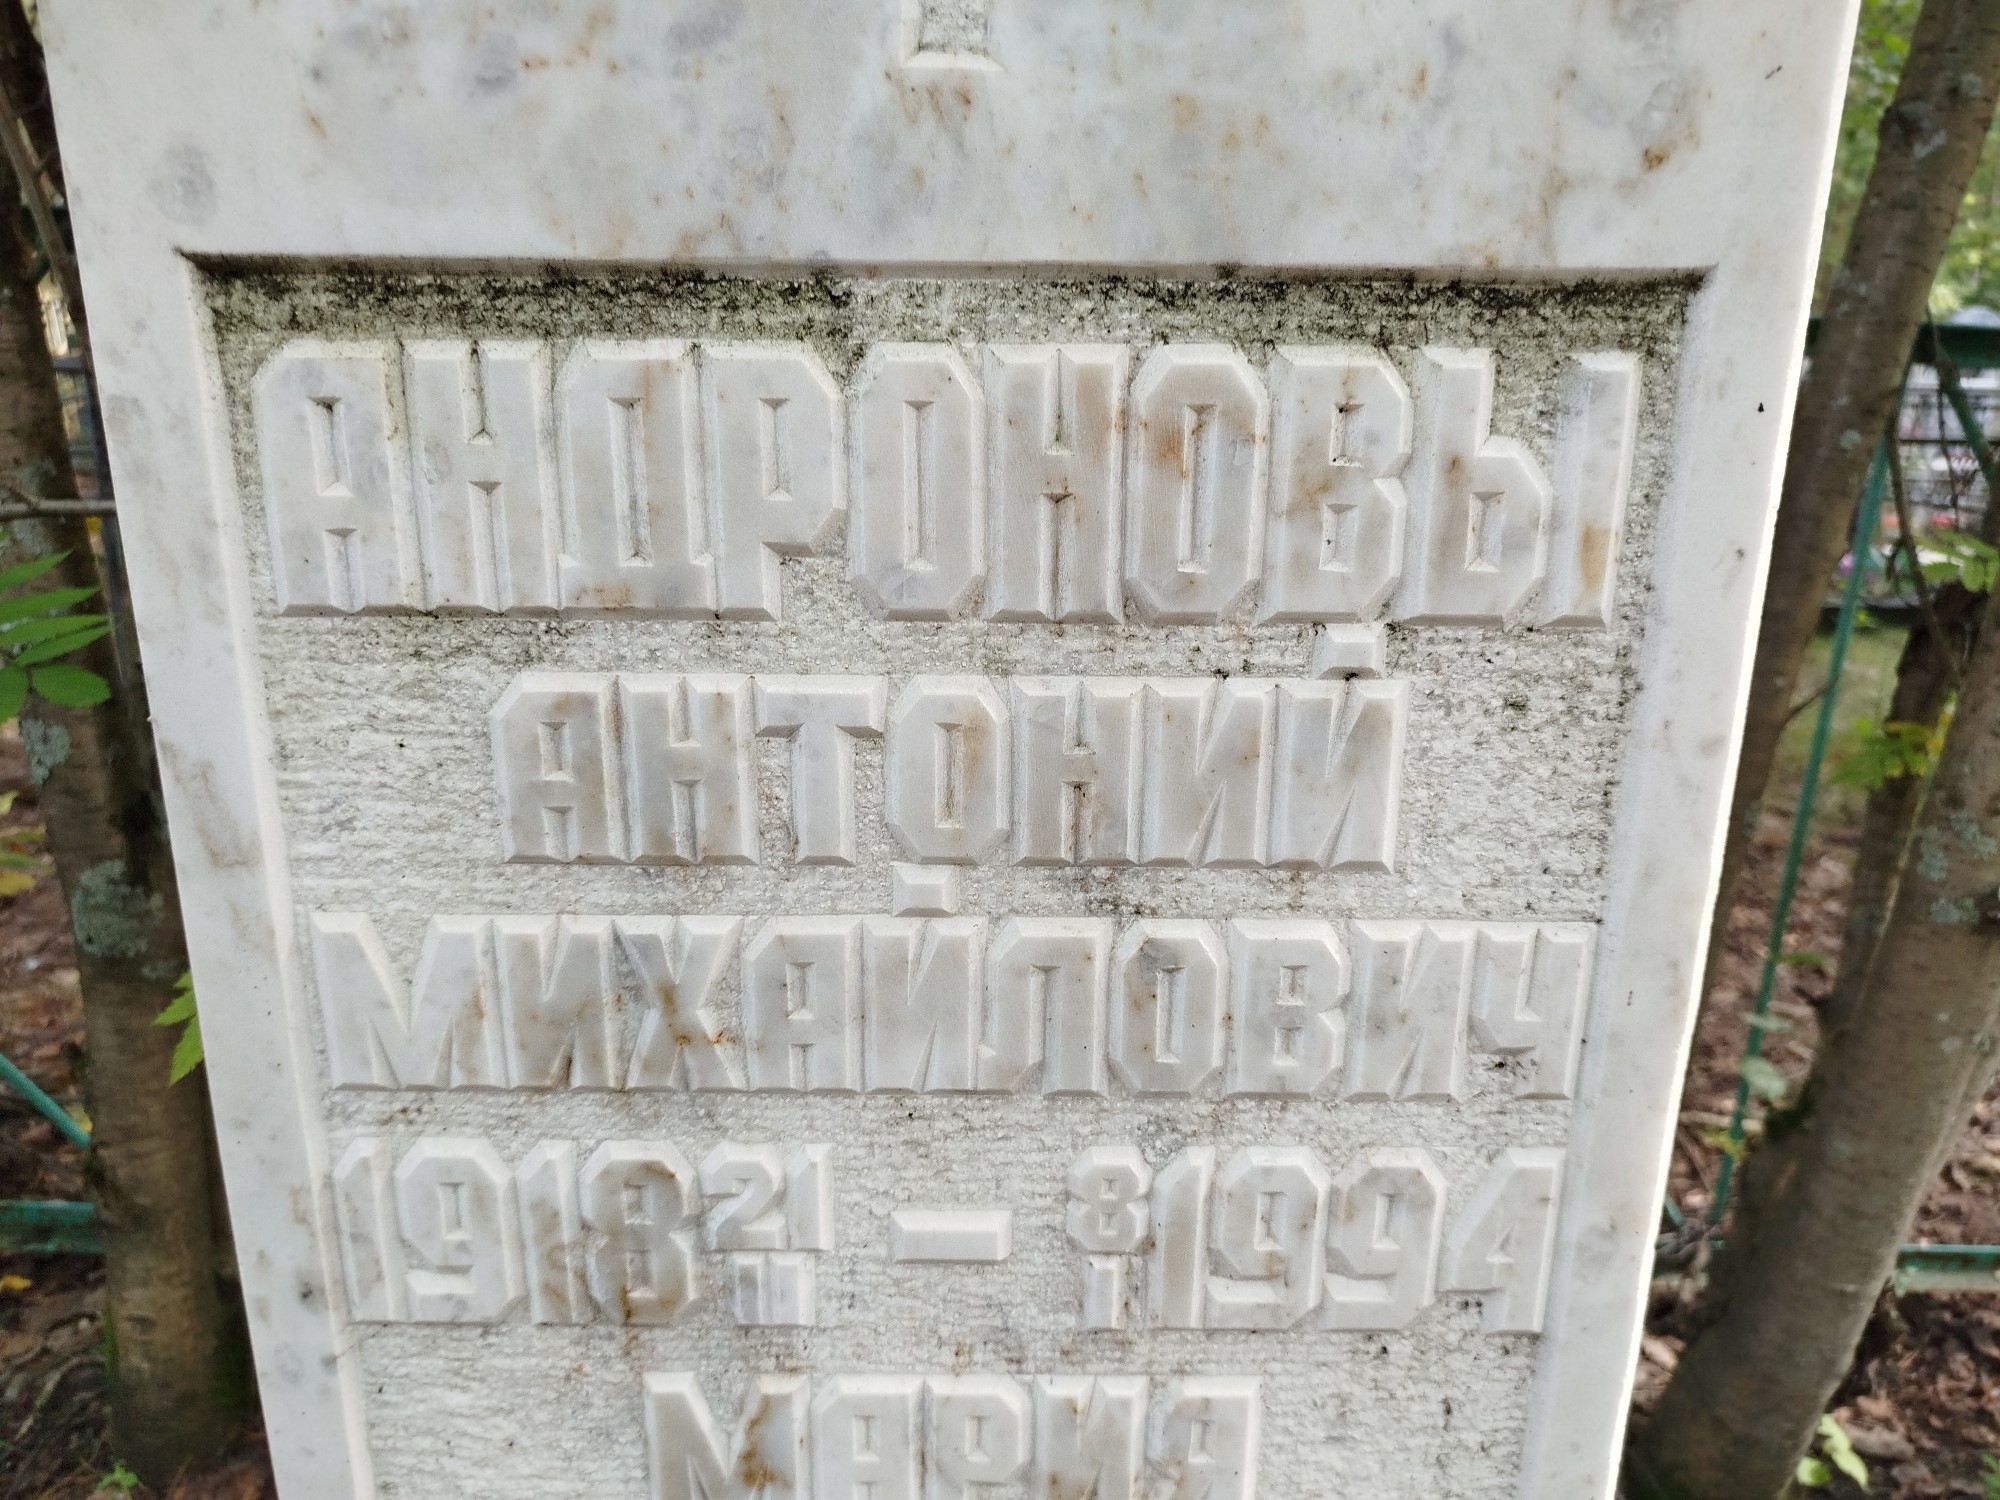 АНДРОНОВЫ
АНТОНИЙ
МИХАЙЛОВИЧ
1918 21/II – 8/I 1994
МАРИЯ